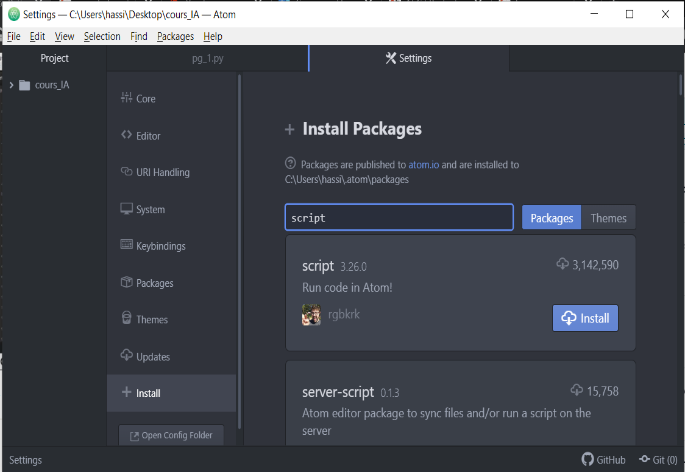 Settings — C:\Users\hassi\Desktop\cours_IA — Atom
File Edit View Selection Find Packages Help
Project
pg_1.py
Settings
cours_IA
Core
Editor
URI Handling
System
Keybindings
Packages
Themes
Updates
Install
Open Config Folder
Install Packages
Packages are published to atom.io and are installed to
C:\Users\hassi\.atom\packages
script
Packages Themes
script 3.26.0 3,142,590
Run code in Atom!
rgbkrk
Install
server-script 0.1.3 15,758
Atom editor package to sync files and/or run a script on the
server
Settings
GitHub Git (0)